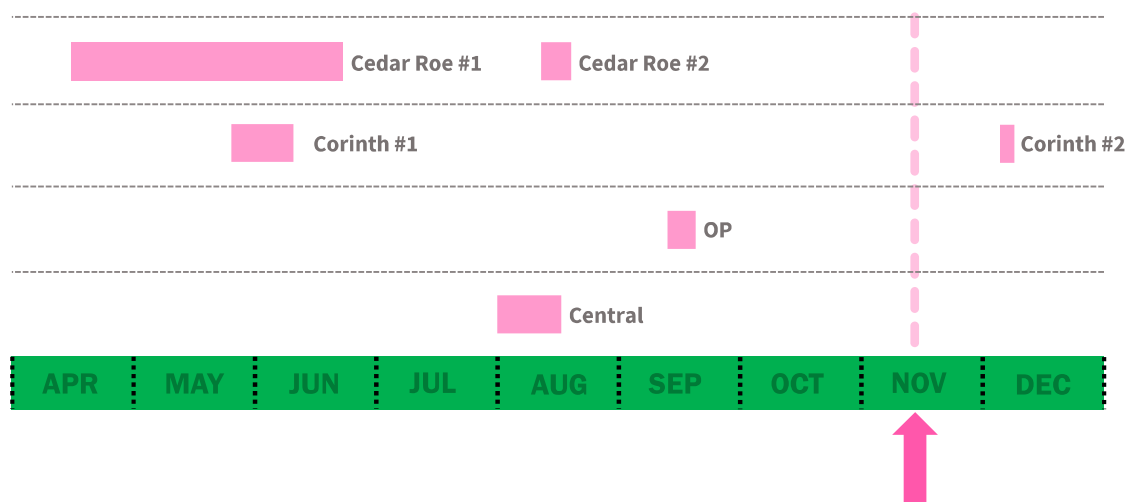 Cedar Roe #1
Cedar Roe #2
Corinth #1
Corinth #2
OP
Central
APR MAY JUN JUL AUG SEP OCT NOV DEC